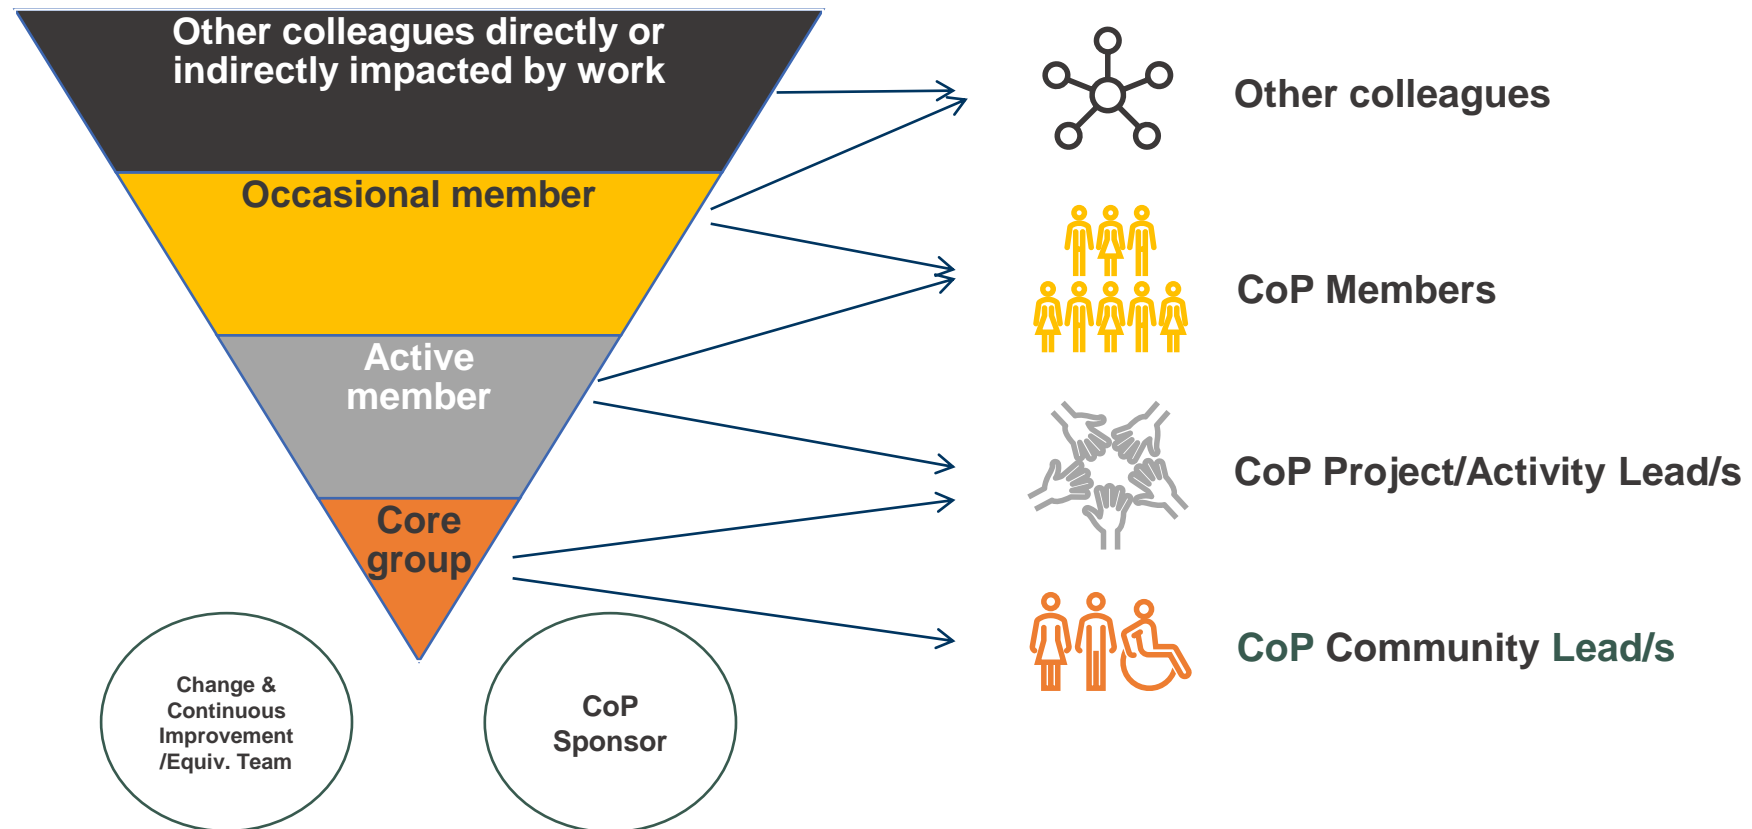 Other colleagues directly or
indirectly impacted by work
Occasional member
Active
member
Core
group
Change &
Continuous
Improvement
/Equiv. Team
CoP
Sponsor
Other colleagues
CoP Members
CoP Project/Activity Lead/s
CoP Community Lead/s